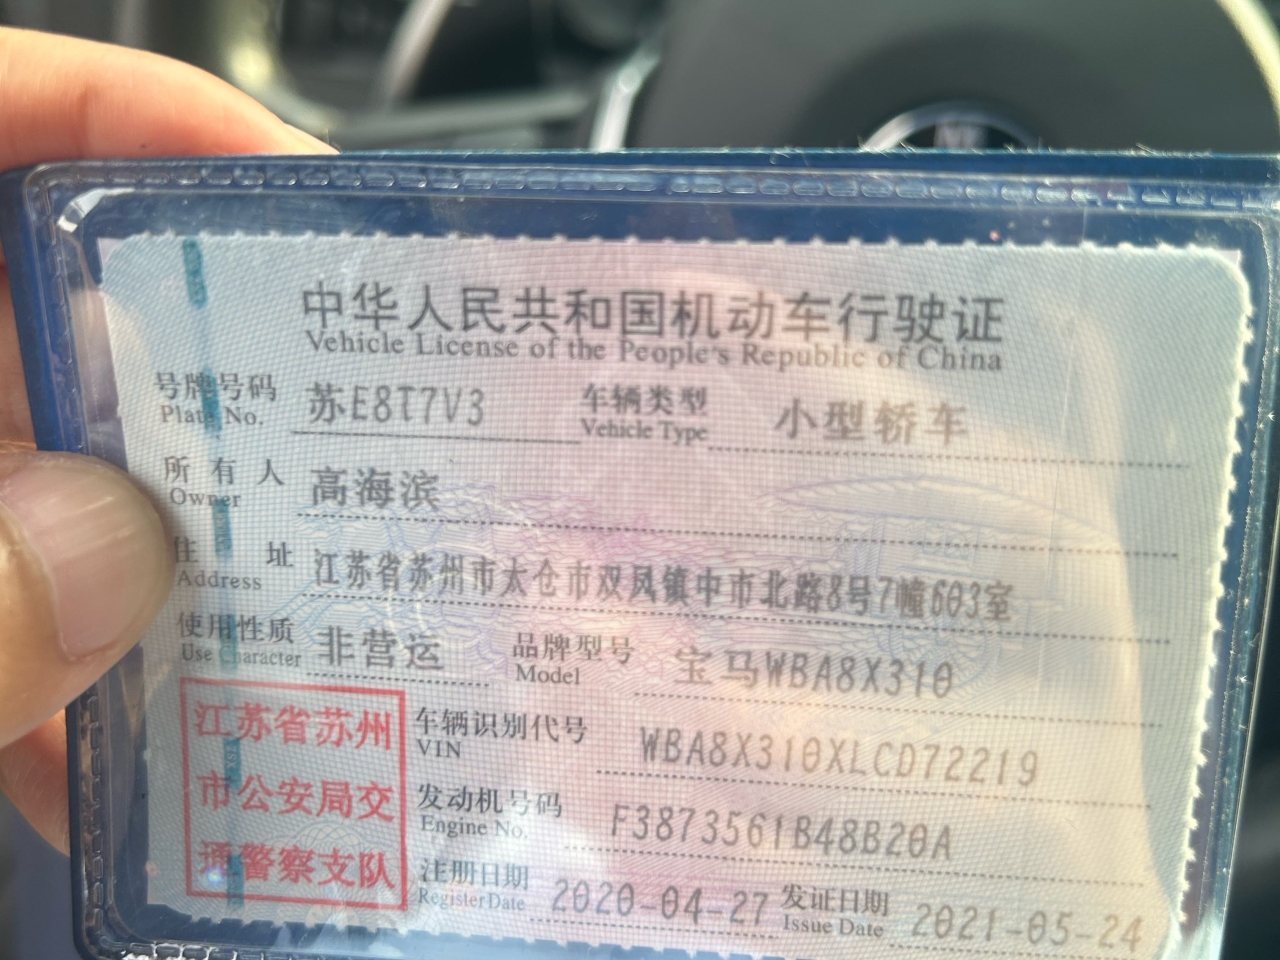 中华人民共和国机动车行驶证
Vehicle License of the People's Republic of China
号牌号码 苏E8T7V3 车辆类型 小型轿车
Plate No. Vehicle Type
所有人 高海滨
Owner
住址 江苏省苏州市太仓市双凤镇中市北路8号7幢603室
Address
使用性质 非营运 品牌型号 宝马WBA8X310
Use Character Model
江苏省苏州
市公安局交
通警察支队
车辆识别代号 WBA8X310XLCD72219
VIN
发动机号码 F3873561B48B20A
Engine No.
注册日期 2020-04-27 发证日期 2021-05-24
Register Date Issue Date